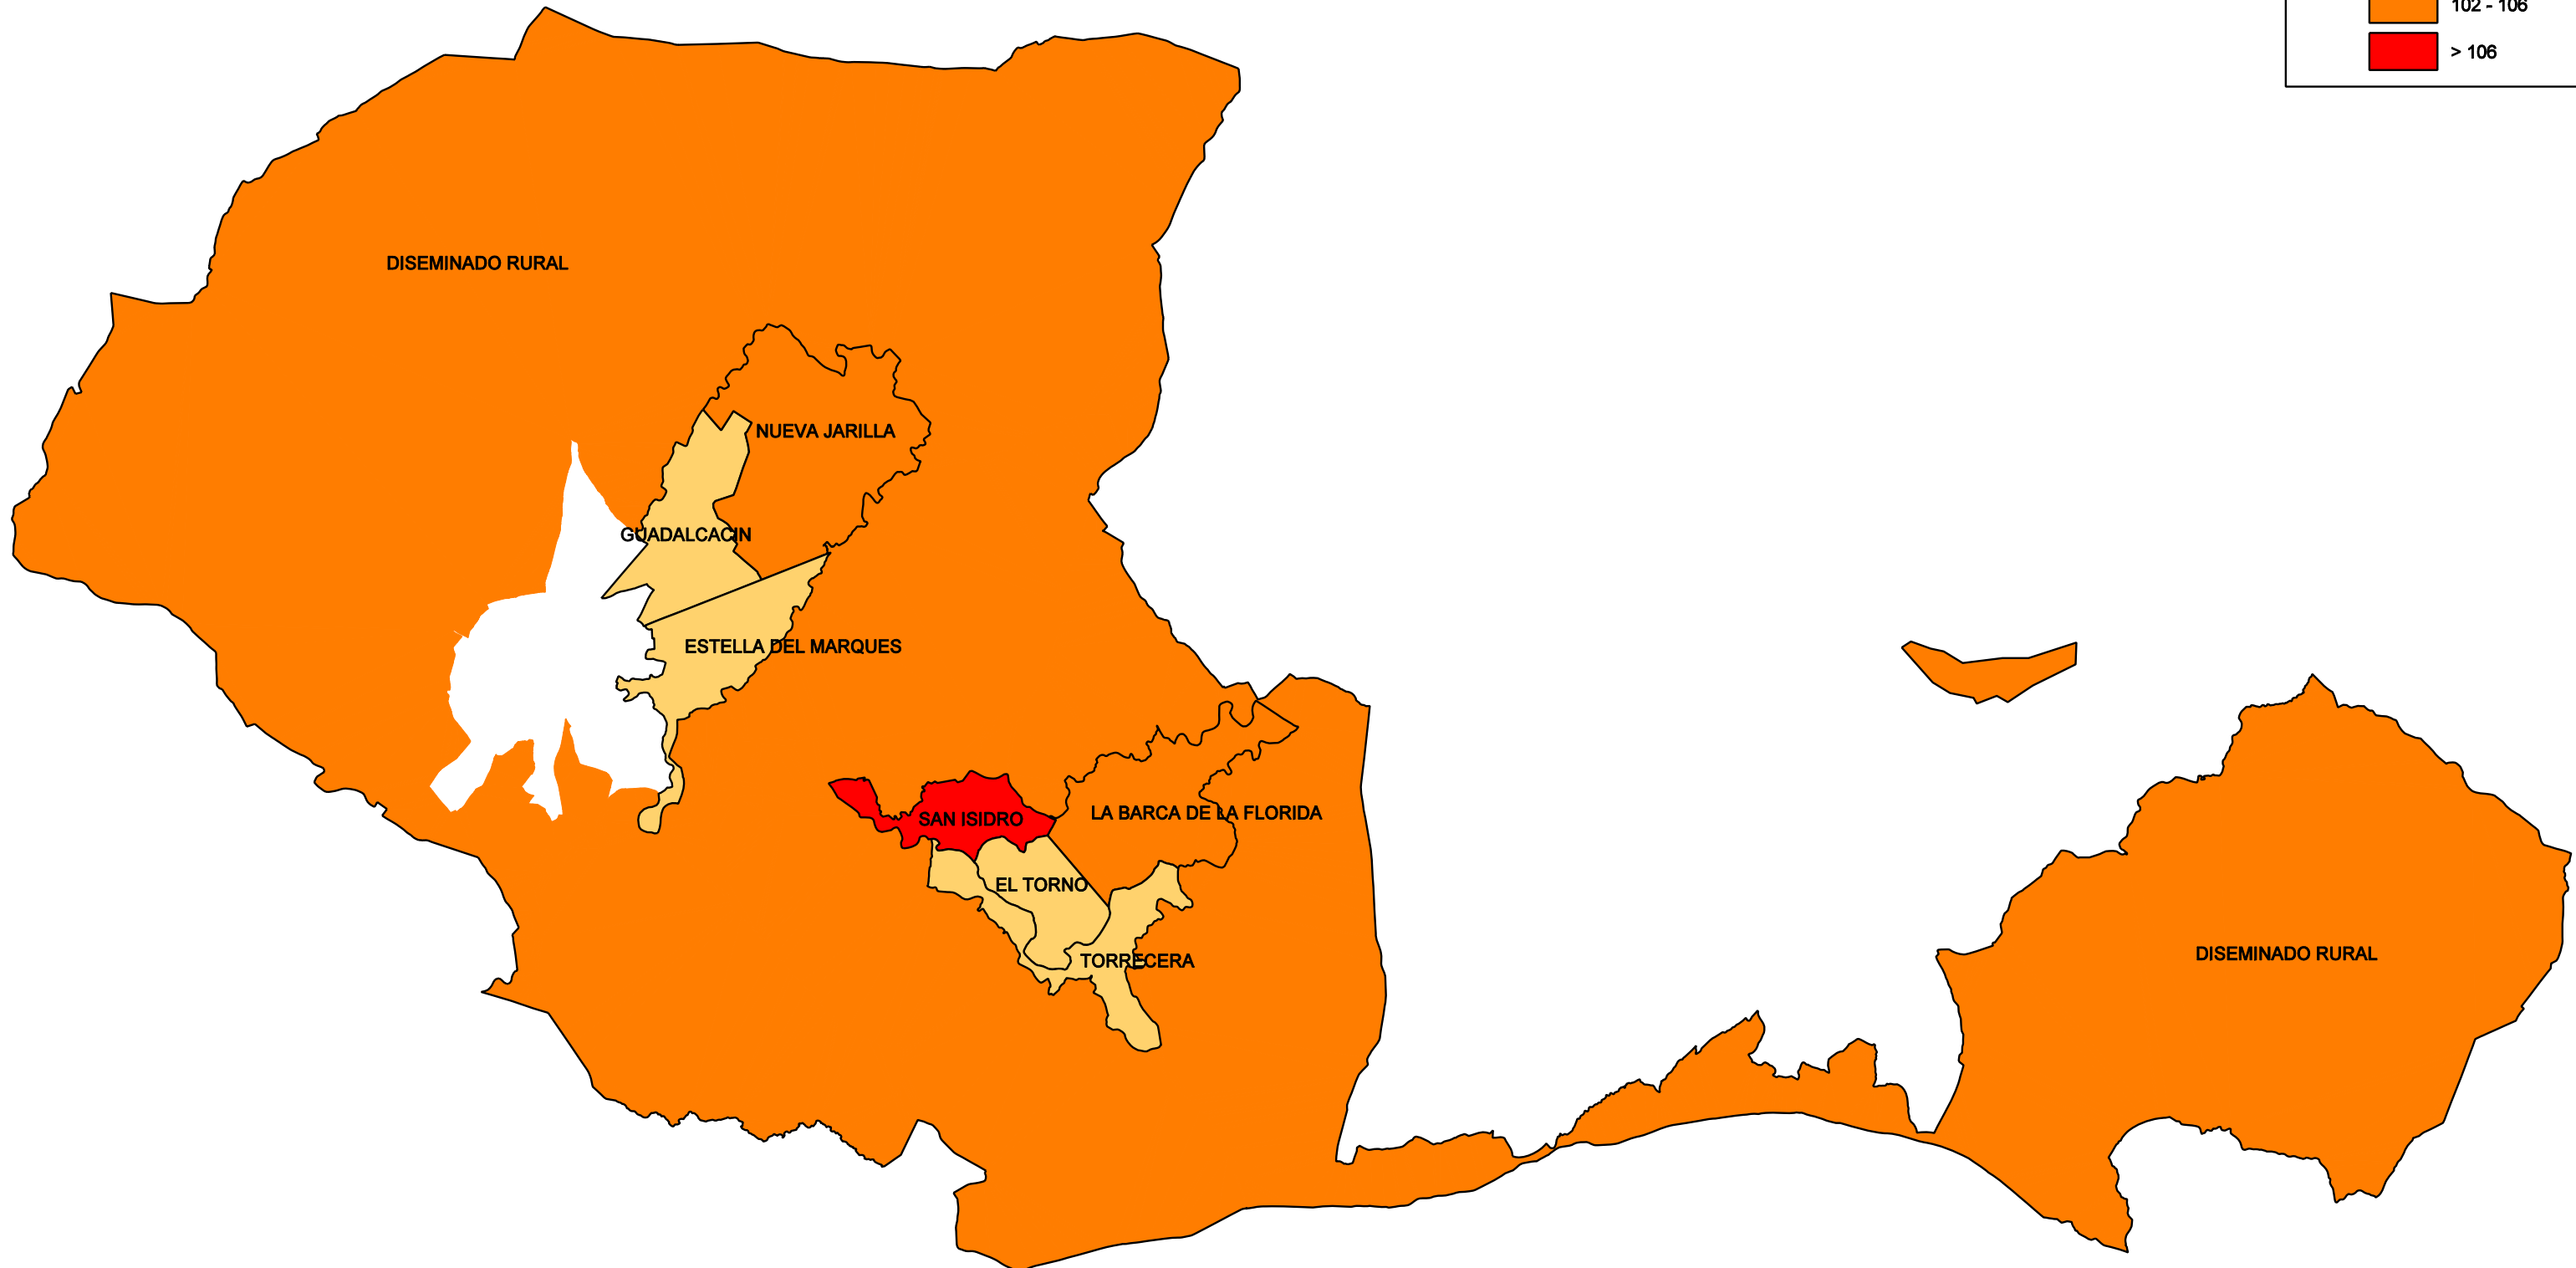 102 - 106
> 106
DISEMINADO RURAL
NUEVA JARILLA
GUADALCACIN
ESTELLA DEL MARQUES
LA BARCA DE LA FLORIDA
SAN ISIDRO
EL TORNO
TORRECERA
DISEMINADO RURAL